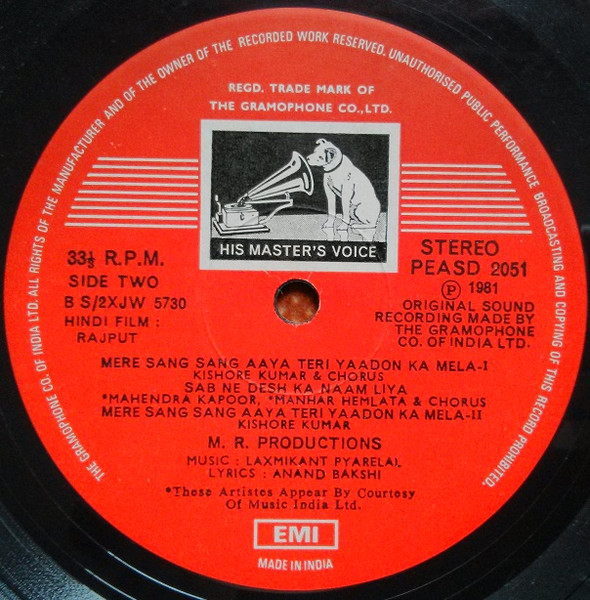 THE GRAMOPHONE CO. OF INDIA LTD. ALL RIGHTS OF THE MANUFACTURER AND OF THE OWNER OF THE RECORDED WORK RESERVED. UNAUTHORISED PUBLIC PERFORMANCE BROADCASTING AND COPYING OF THIS RECORD PROHIBITED.
REGD. TRADE MARK OF
THE GRAMOPHONE CO., LTD.
HIS MASTER'S VOICE
33⅓ R.P.M.
SIDE TWO
B S/2XJW 5730
HINDI FILM :
RAJPUT
STEREO
PEASD 2051
Ⓟ 1981
ORIGINAL SOUND
RECORDING MADE BY
THE GRAMOPHONE
CO. OF INDIA LTD.
MERE SANG SANG AAYA TERI YAADON KA MELA-I
KISHORE KUMAR & CHORUS
SAB NE DESH KA NAAM LIYA
*MAHENDRA KAPOOR, *MANHAR HEMLATA & CHORUS
MERE SANG SANG AAYA TERI YAADON KA MELA-II
KISHORE KUMAR
M. R. PRODUCTIONS
MUSIC : LAXMIKANT PYARELAL
LYRICS : ANAND BAKSHI
*These Artistes Appear By Courtesy
Of Music India Ltd.
EMI
MADE IN INDIA